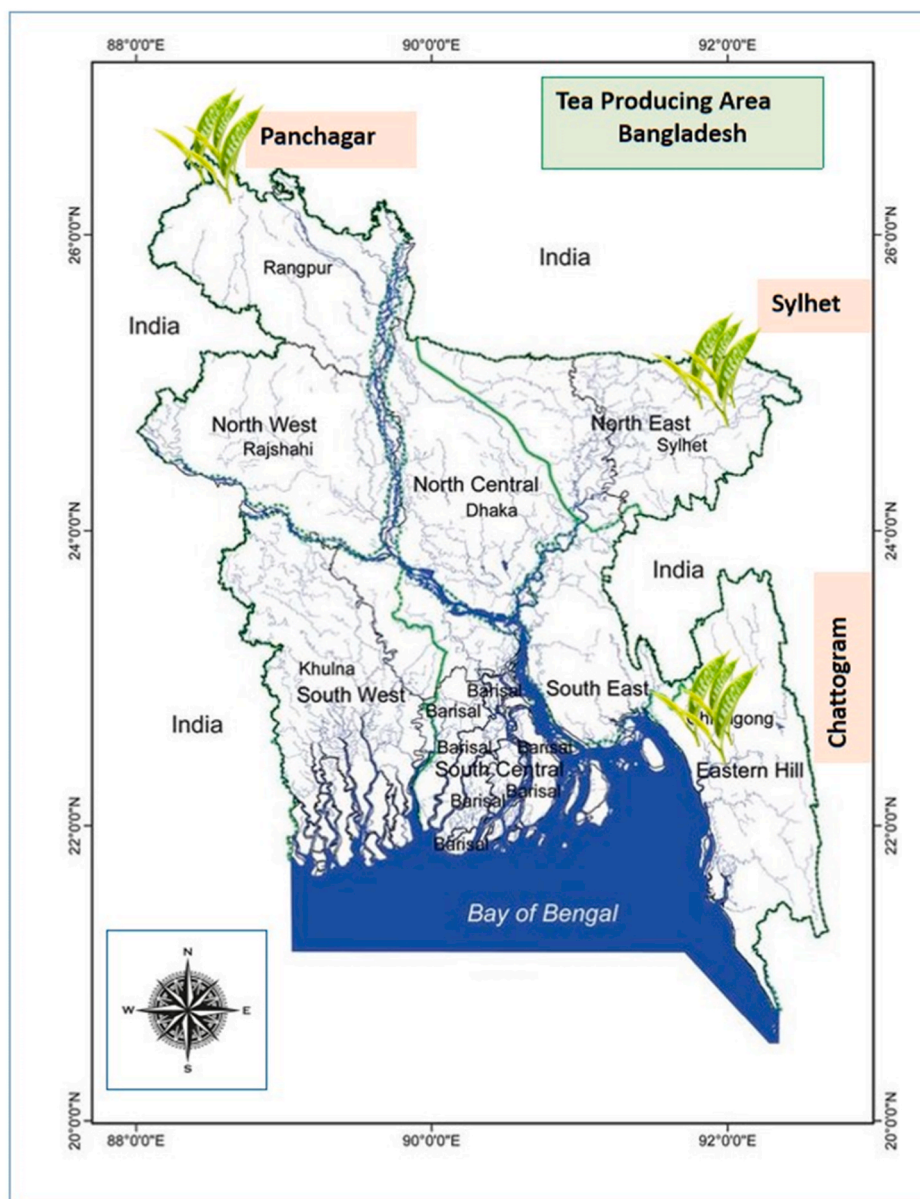 88°0'0"E
90°0'0"E
92°0'0"E
Tea Producing Area
Bangladesh
Panchagar
26°0'0"N
26°0'0"N
India
Rangpur
Sylhet
India
North West
Rajshahi
North East
Sylhet
North Central
Dhaka
24°0'0"N
24°0'0"N
India
Chattogram
Khulna
South West
India
Barisal
Barisal
South East
Barisal
Barisal
South Central
Barisal
Barisal
Barisal
Eastern Hill
22°0'0"N
22°0'0"N
Bay of Bengal
N
W
E
S
20°0'0"N
20°0'0"N
88°0'0"E
90°0'0"E
92°0'0"E